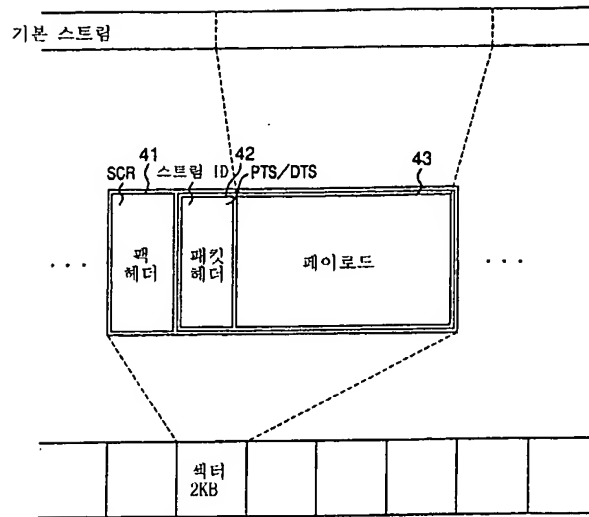 기본 스트림
41 42 43
SCR 스트림 ID PTS/DTS
팩
헤더
패킷
헤더
페이로드
... ...
섹터
2KB